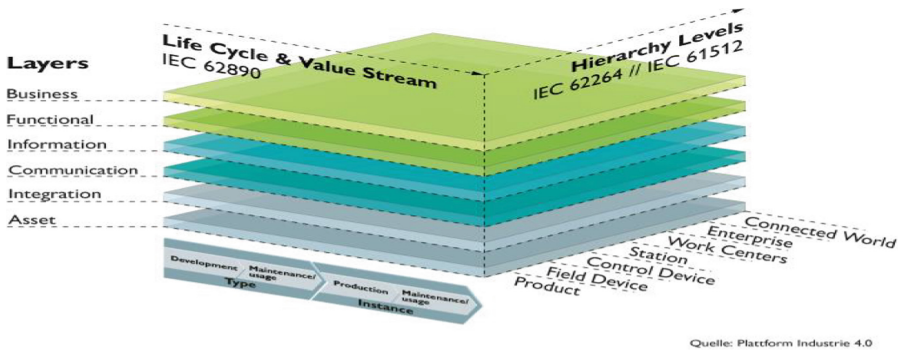 Life Cycle & Value Stream
IEC 62890
Hierarchy Levels
IEC 62264 // IEC 61512
Layers
Business
Functional
Information
Communication
Integration
Asset
Development
Maintenance/
usage
Type
Production
Maintenance/
usage
Instance
Connected World
Enterprise
Work Centers
Station
Control Device
Field Device
Product
Quelle: Plattform Industrie 4.0